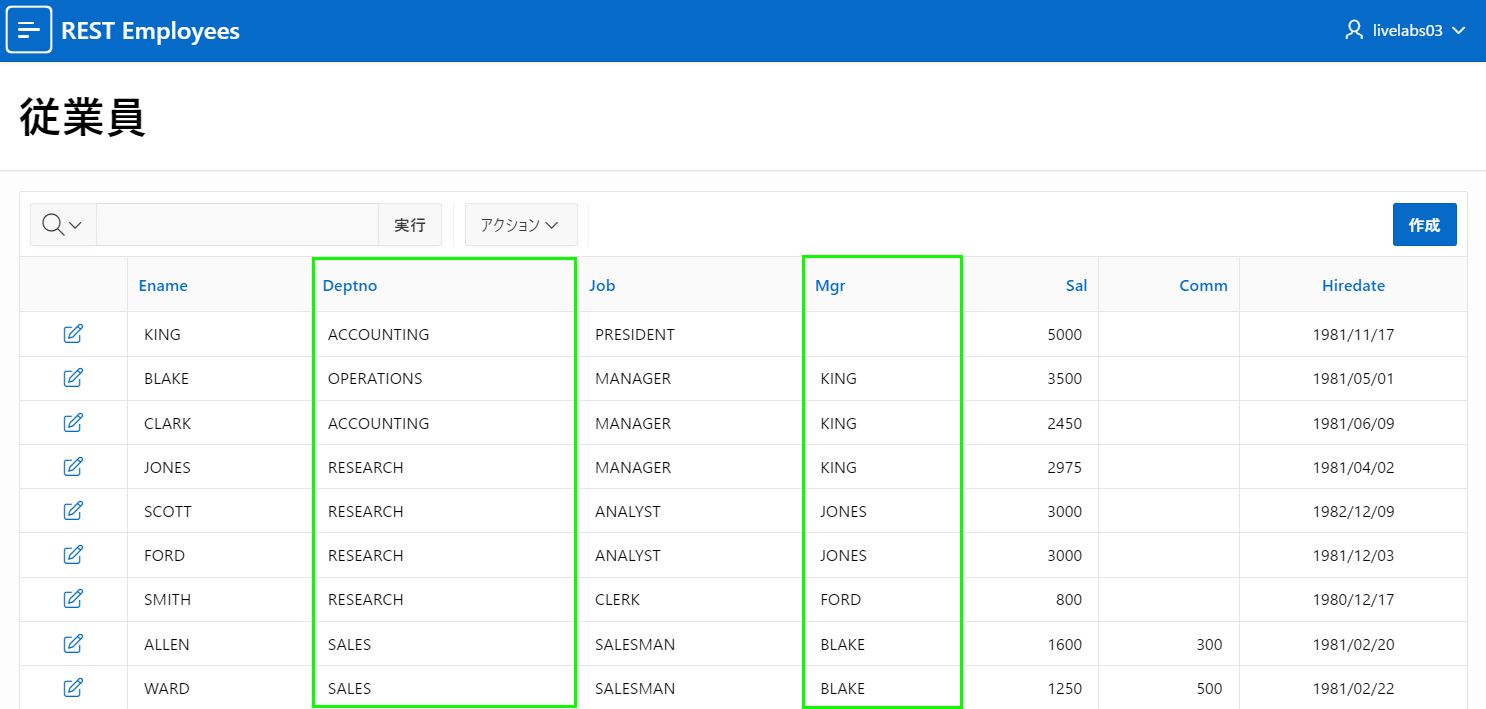 REST Employees livelabs03
従業員
実行 アクション 作成
Ename Deptno Job Mgr Sal Comm Hiredate
KING ACCOUNTING PRESIDENT 5000 1981/11/17
BLAKE OPERATIONS MANAGER KING 3500 1981/05/01
CLARK ACCOUNTING MANAGER KING 2450 1981/06/09
JONES RESEARCH MANAGER KING 2975 1981/04/02
SCOTT RESEARCH ANALYST JONES 3000 1982/12/09
FORD RESEARCH ANALYST JONES 3000 1981/12/03
SMITH RESEARCH CLERK FORD 800 1980/12/17
ALLEN SALES SALESMAN BLAKE 1600 300 1981/02/20
WARD SALES SALESMAN BLAKE 1250 500 1981/02/22